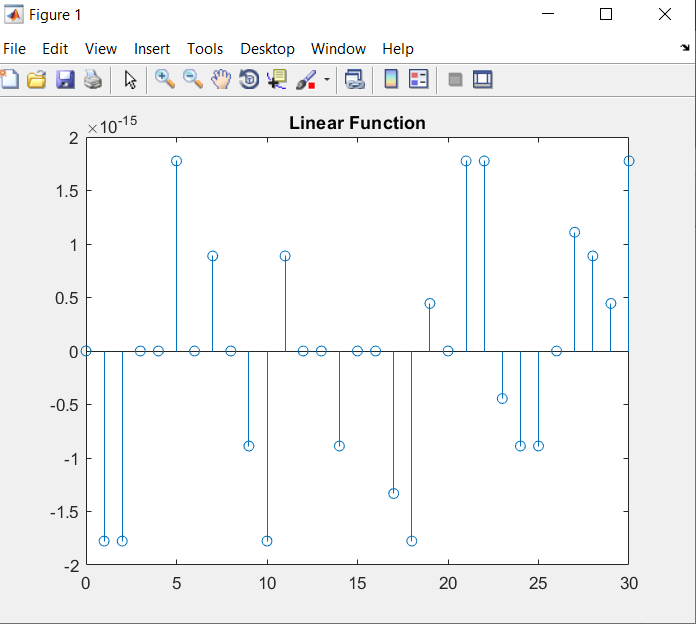 Figure 1
File Edit View Insert Tools Desktop Window Help
×10⁻¹⁵
Linear Function
2
1.5
1
0.5
0
-0.5
-1
-1.5
-2
0 5 10 15 20 25 30